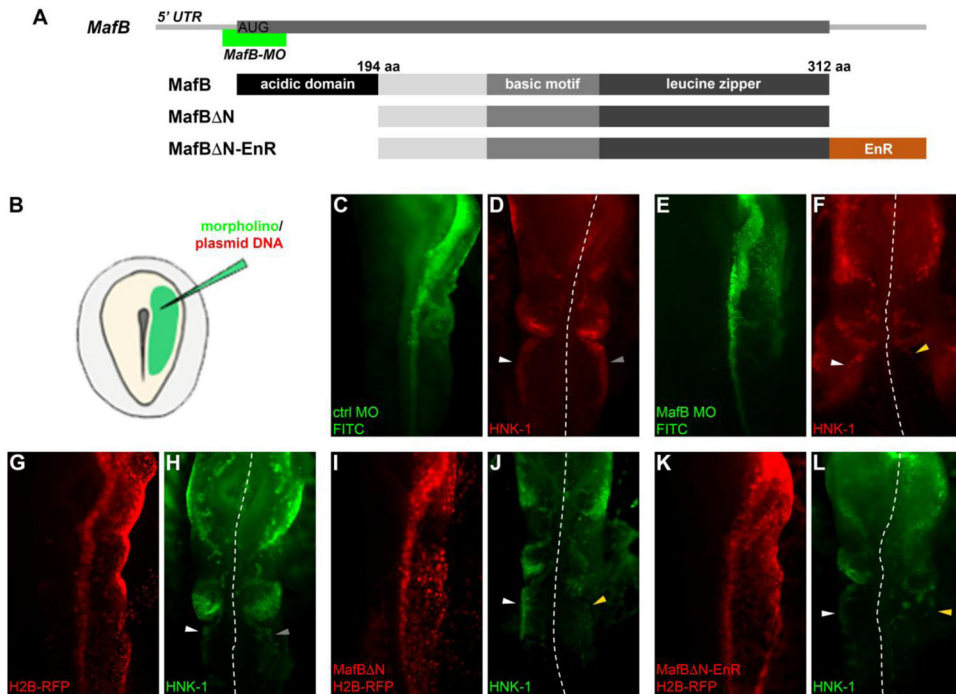 A
MafB
5' UTR
AUG
MafB-MO
194 aa
312 aa
MafB
acidic domain
basic motif
leucine zipper
MafBΔN
MafBΔN-EnR
EnR
B
morpholino/
plasmid DNA
C
ctrl MO
FITC
D
HNK-1
E
MafB MO
FITC
F
HNK-1
G
H2B-RFP
H
HNK-1
I
MafBΔN
H2B-RFP
J
HNK-1
K
MafBΔN-EnR
H2B-RFP
L
HNK-1